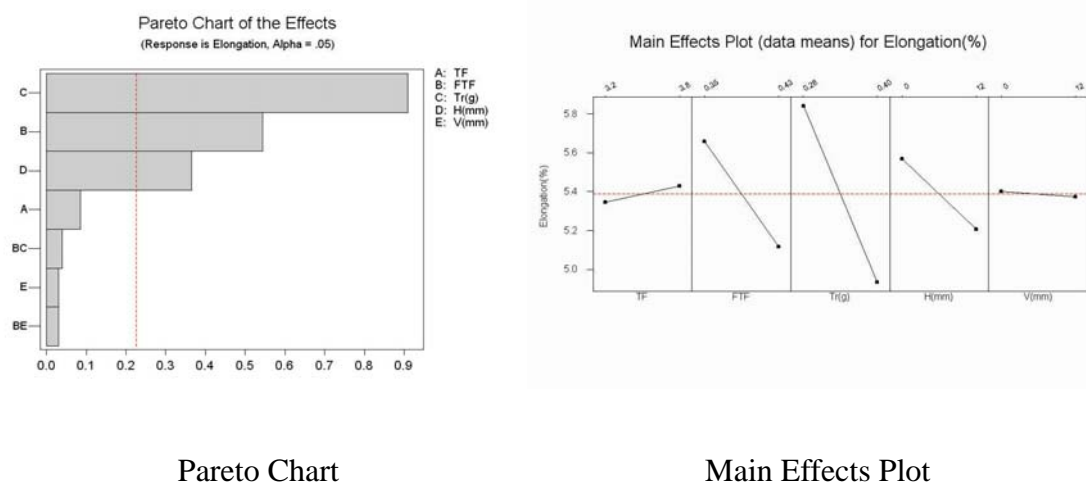 Pareto Chart of the Effects
(Response is Elongation, Alpha = .05)
A: TF
B: FTF
C: Tr(g)
D: H(mm)
E: V(mm)
C
B
D
A
BC
E
BE
0.0 0.1 0.2 0.3 0.4 0.5 0.6 0.7 0.8 0.9
Main Effects Plot (data means) for Elongation(%)
3.2 3.8 0.35 0.43 0.28 0.40 0 12 0 12
Elongation(%)
5.8
5.6
5.4
5.2
5.0
TF FTF Tr(g) H(mm) V(mm)
Pareto Chart
Main Effects Plot